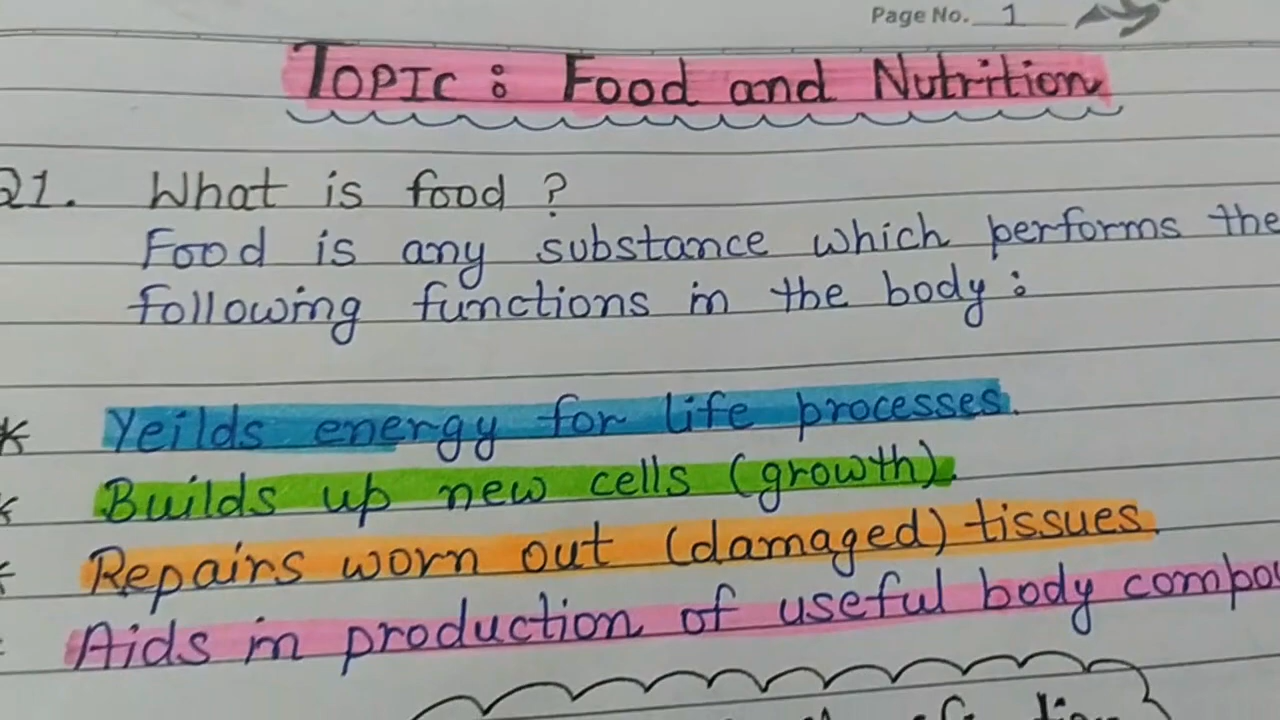 Page No. 1
TOPIC : Food and Nutrition
Q1. What is food ?
Food is any substance which performs the
following functions in the body :
* Yeilds energy for life processes.
* Builds up new cells (growth).
* Repairs worn out (damaged) tissues.
* Aids in production of useful body